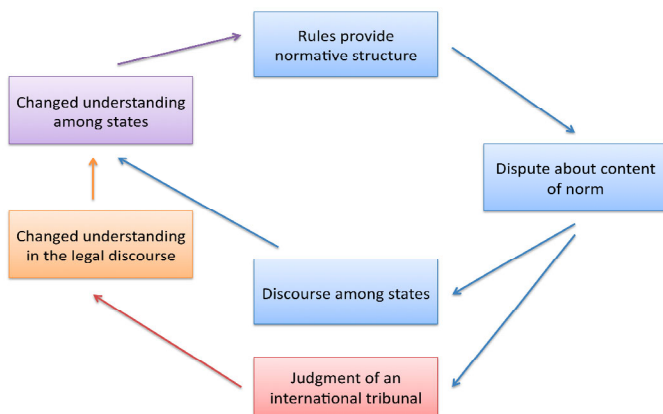 Rules provide
normative structure
Changed understanding
among states
Dispute about content
of norm
Changed understanding
in the legal discourse
Discourse among states
Judgment of an
international tribunal